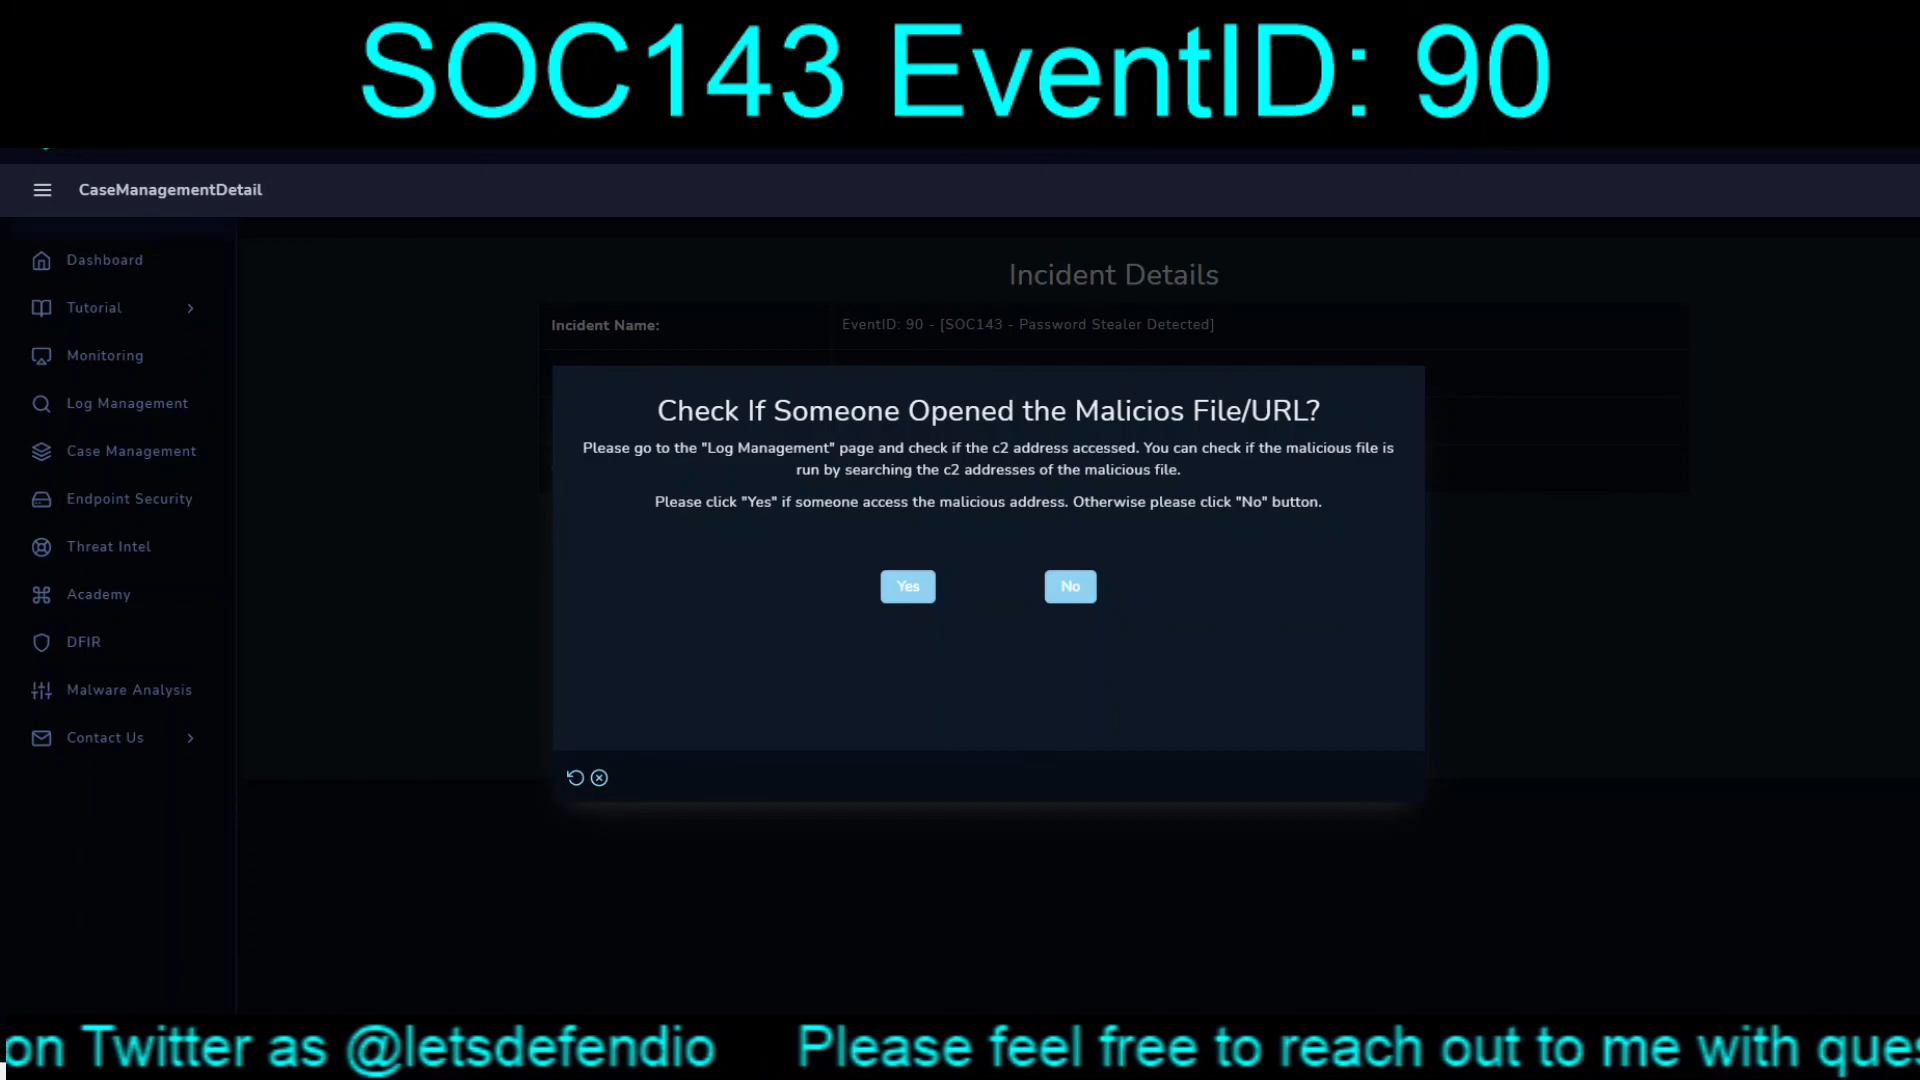 SOC143 EventID: 90
CaseManagementDetail
Dashboard
Tutorial
Monitoring
Log Management
Case Management
Endpoint Security
Threat Intel
Academy
DFIR
Malware Analysis
Contact Us
Incident Details
Incident Name:
EventID: 90 - [SOC143 - Password Stealer Detected]
Check If Someone Opened the Malicios File/URL?
Please go to the "Log Management" page and check if the c2 address accessed. You can check if the malicious file is
run by searching the c2 addresses of the malicious file.
Please click "Yes" if someone access the malicious address. Otherwise please click "No" button.
Yes
No
on Twitter as @letsdefendio Please feel free to reach out to me with ques